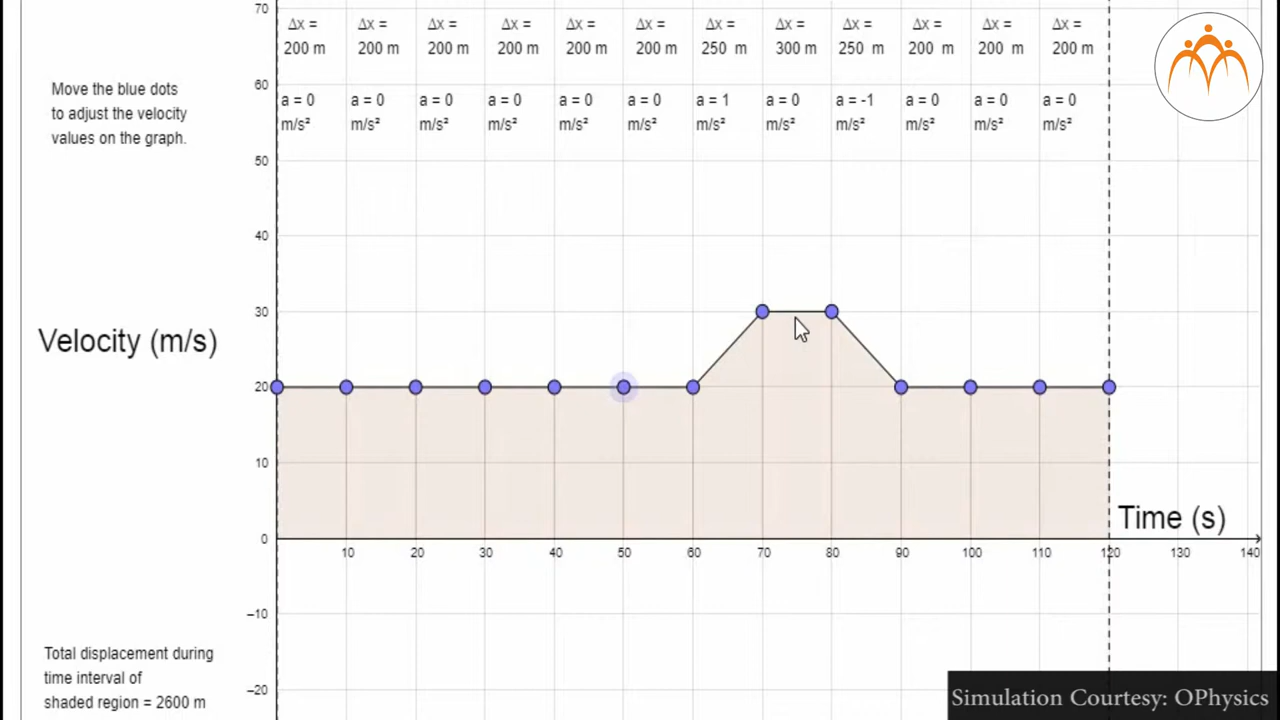 70
Δx = Δx = Δx = Δx = Δx = Δx = Δx = Δx = Δx = Δx = Δx = Δx =
200 m 200 m 200 m 200 m 200 m 200 m 250 m 300 m 250 m 200 m 200 m 200 m
Move the blue dots
to adjust the velocity
values on the graph.
60
a = 0 a = 0 a = 0 a = 0 a = 0 a = 0 a = 1 a = 0 a = -1 a = 0 a = 0 a = 0
m/s² m/s² m/s² m/s² m/s² m/s² m/s² m/s² m/s² m/s² m/s² m/s²
50
40
30
Velocity (m/s)
20
10
Time (s)
0
10 20 30 40 50 60 70 80 90 100 110 120 130 140
–10
Total displacement during
time interval of
shaded region = 2600 m
–20
Simulation Courtesy: OPhysics